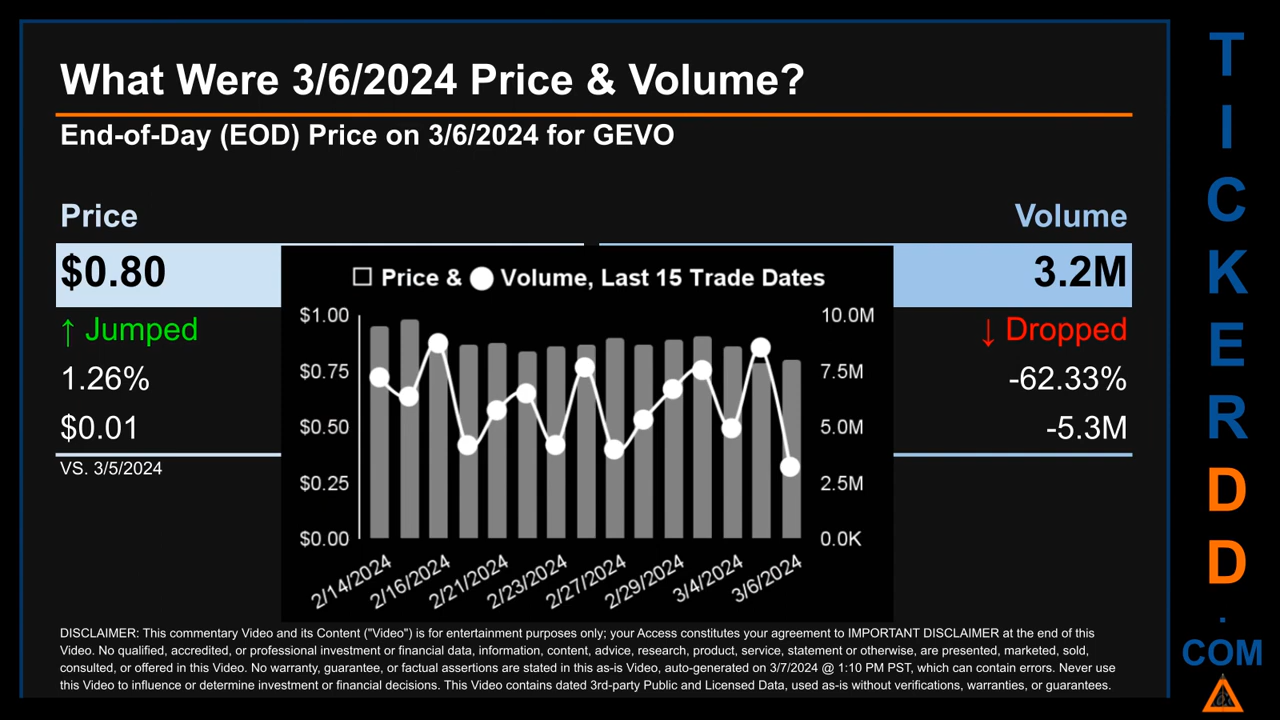 What Were 3/6/2024 Price & Volume?
End-of-Day (EOD) Price on 3/6/2024 for GEVO
Price
Volume
$0.80
3.2M
↑ Jumped
↓ Dropped
1.26%
-62.33%
$0.01
-5.3M
VS. 3/5/2024
Price & Volume, Last 15 Trade Dates
$1.00
$0.75
$0.50
$0.25
$0.00
10.0M
7.5M
5.0M
2.5M
0.0K
2/14/2024
2/16/2024
2/21/2024
2/23/2024
2/27/2024
2/29/2024
3/4/2024
3/6/2024
DISCLAIMER: This commentary Video and its Content ("Video") is for entertainment purposes only; your Access constitutes your agreement to IMPORTANT DISCLAIMER at the end of this
Video. No qualified, accredited, or professional investment or financial data, information, content, advice, research, product, service, statement or otherwise, are presented, marketed, sold,
consulted, or offered in this Video. No warranty, guarantee, or factual assertions are stated in this as-is Video, auto-generated on 3/7/2024 @ 1:10 PM PST, which can contain errors. Never use
this Video to influence or determine investment or financial decisions. This Video contains dated 3rd-party Public and Licensed Data, used as-is without verifications, warranties, or guarantees.
T
I
C
K
E
R
D
D
.
COM